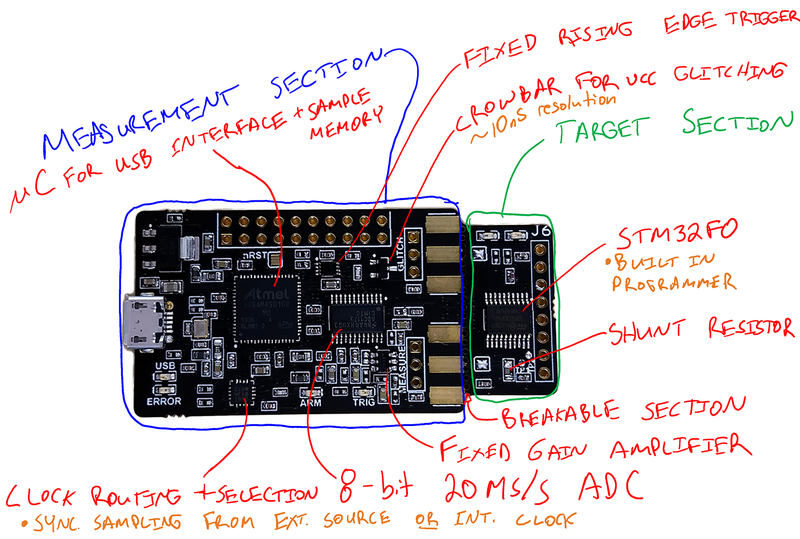 FIXED RISING EDGE TRIGGER
MEASUREMENT SECTION
CROWBAR FOR VCC GLITCHING
~10nS resolution
μC FOR USB INTERFACE + SAMPLE
MEMORY
TARGET SECTION
J6
nRST
GLITCH
STM32F0
• BUILT IN
PROGRAMMER
Atmel
SHUNT RESISTOR
MEASURE
USB
ERROR
ARM
TRIG
BREAKABLE SECTION
FIXED GAIN AMPLIFIER
CLOCK ROUTING + SELECTION
8-bit 20MS/s ADC
• SYNC. SAMPLING FROM EXT. SOURCE OR INT. CLOCK